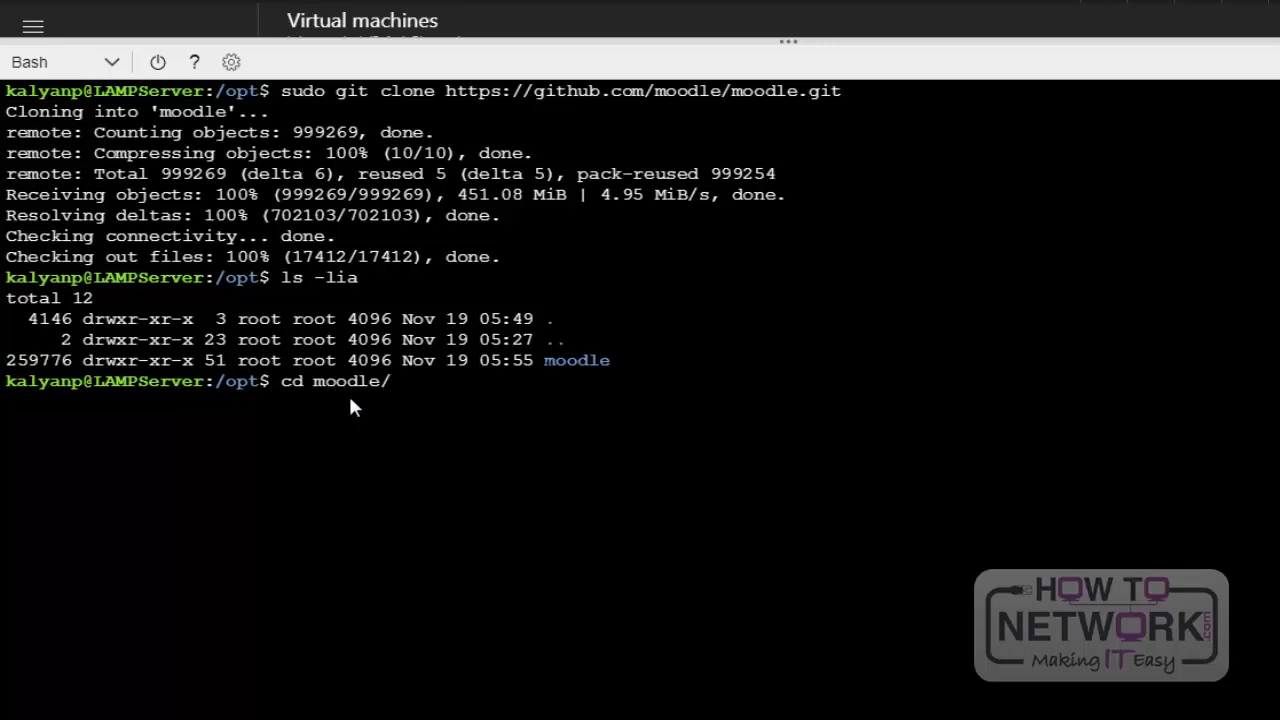 Virtual machines
Bash
?
kalyanp@LAMPServer:/opt$ sudo git clone https://github.com/moodle/moodle.git
Cloning into 'moodle'...
remote: Counting objects: 999269, done.
remote: Compressing objects: 100% (10/10), done.
remote: Total 999269 (delta 6), reused 5 (delta 5), pack-reused 999254
Receiving objects: 100% (999269/999269), 451.08 MiB | 4.95 MiB/s, done.
Resolving deltas: 100% (702103/702103), done.
Checking connectivity... done.
Checking out files: 100% (17412/17412), done.
kalyanp@LAMPServer:/opt$ ls -lia
total 12
4146 drwxr-xr-x 3 root root 4096 Nov 19 05:49 .
2 drwxr-xr-x 23 root root 4096 Nov 19 05:27 ..
259776 drwxr-xr-x 51 root root 4096 Nov 19 05:55 moodle
kalyanp@LAMPServer:/opt$ cd moodle/
HOW TO
NETWORK.com
Making IT Easy